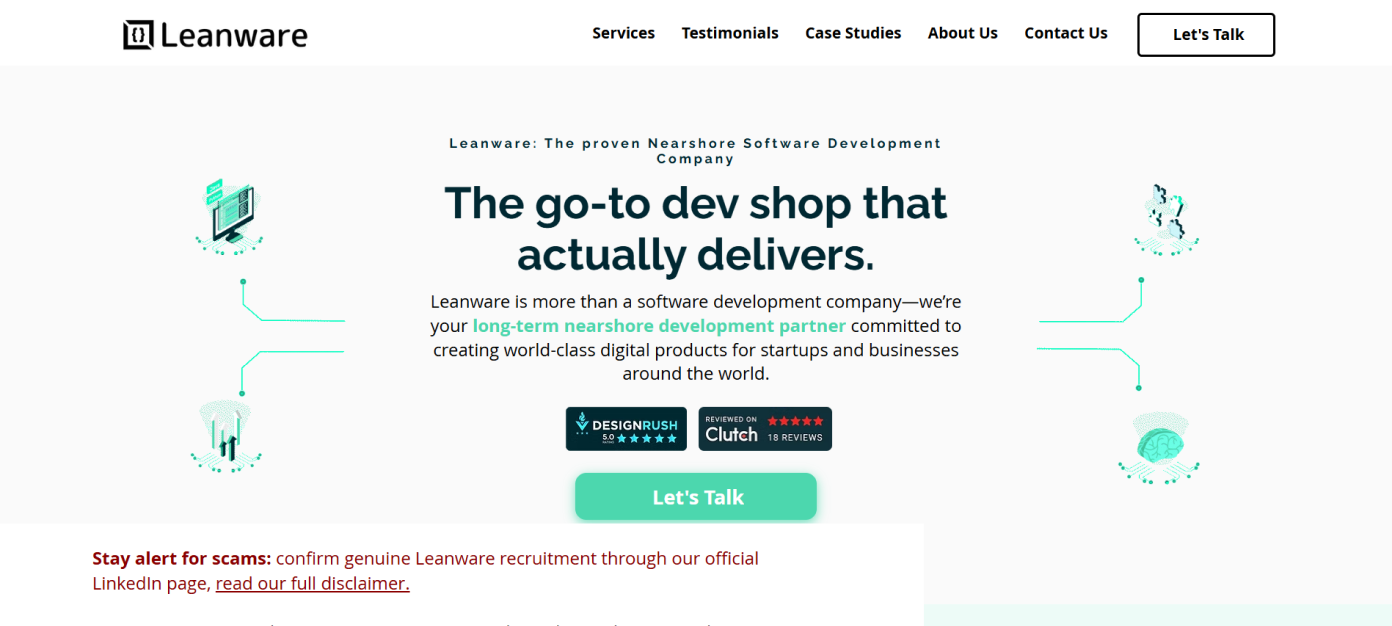 {} Leanware
Services Testimonials Case Studies About Us Contact Us Let's Talk
Leanware: The proven Nearshore Software Development
Company
The go-to dev shop that
actually delivers.
Leanware is more than a software development company—we’re
your long-term nearshore development partner committed to
creating world-class digital products for startups and businesses
around the world.
DESIGNRUSH
5.0
REVIEWED ON
Clutch
18 REVIEWS
Let's Talk
Stay alert for scams: confirm genuine Leanware recruitment through our official
LinkedIn page, read our full disclaimer.